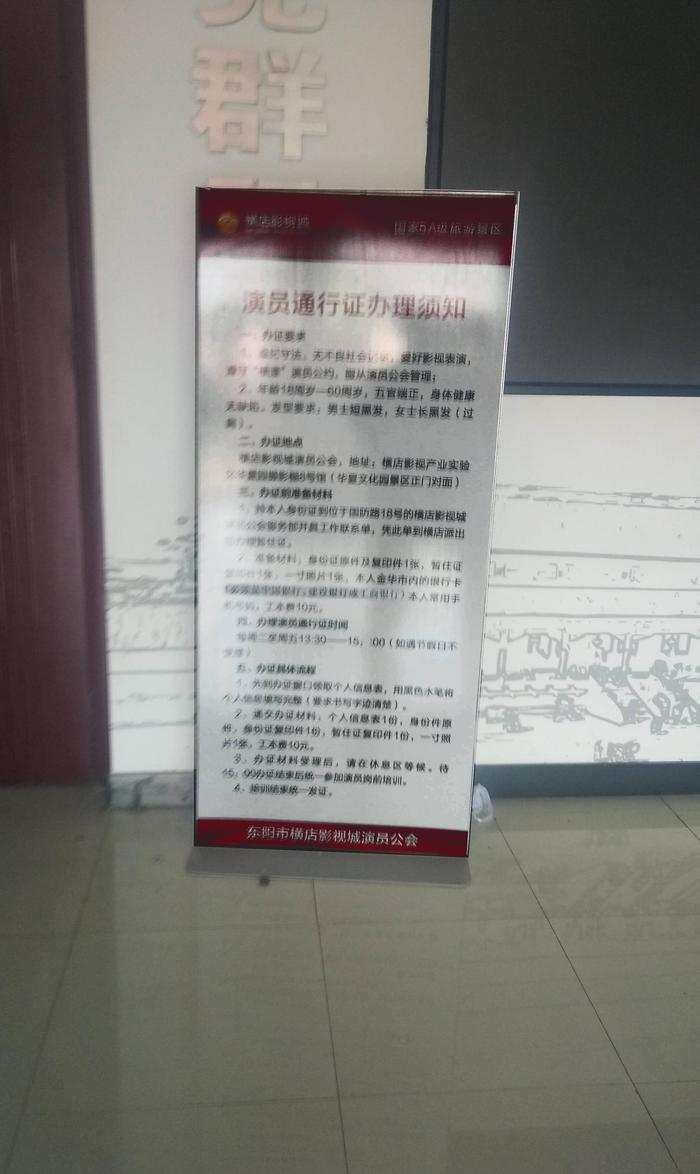 群
横店影视城
国家5A级旅游景区
演员通行证办理须知
一、办证要求
1、遵纪守法，无不良社会记录，爱好影视表演，
遵守“横漂”演员公约，服从演员公会管理；
2、年龄18周岁—60周岁，五官端正，身体健康
无缺陷。发型要求：男士短黑发，女士长黑发（过
肩）。
二、办证地点
横店影视城演员公会，地址：横店影视产业实验
区华夏园摄影棚8号馆（华夏文化园景区正门对面）
三、办证前准备材料
1、持本人身份证到位于国防路18号的横店影视城
演员公会服务部开具工作联系单，凭此单到横店派出
所办理暂住证。
2、准备材料，身份证原件及复印件1张，暂住证
复印件1张，一寸照片1张，本人金华市内的银行卡
（必须是中国银行、建设银行或工商银行）本人常用手
机号码，工本费10元。
四、办理演员通行证时间
每周二至周五13:30——15：:00（如遇节假日不
受理）
五、办证具体流程
1、先到办证窗口领取个人信息表，用黑色水笔将
个人信息填写完整（要求书写字迹清楚）。
2、递交办证材料，个人信息表1份，身份件原
件、身份证复印件1份，暂住证复印件1份，一寸照
片1张，工本费10元。
3、办证材料受理后，请在休息区等候。待
15：00办证结束后统一参加演员岗前培训。
4、培训结束统一发证。
东阳市横店影视城演员公会